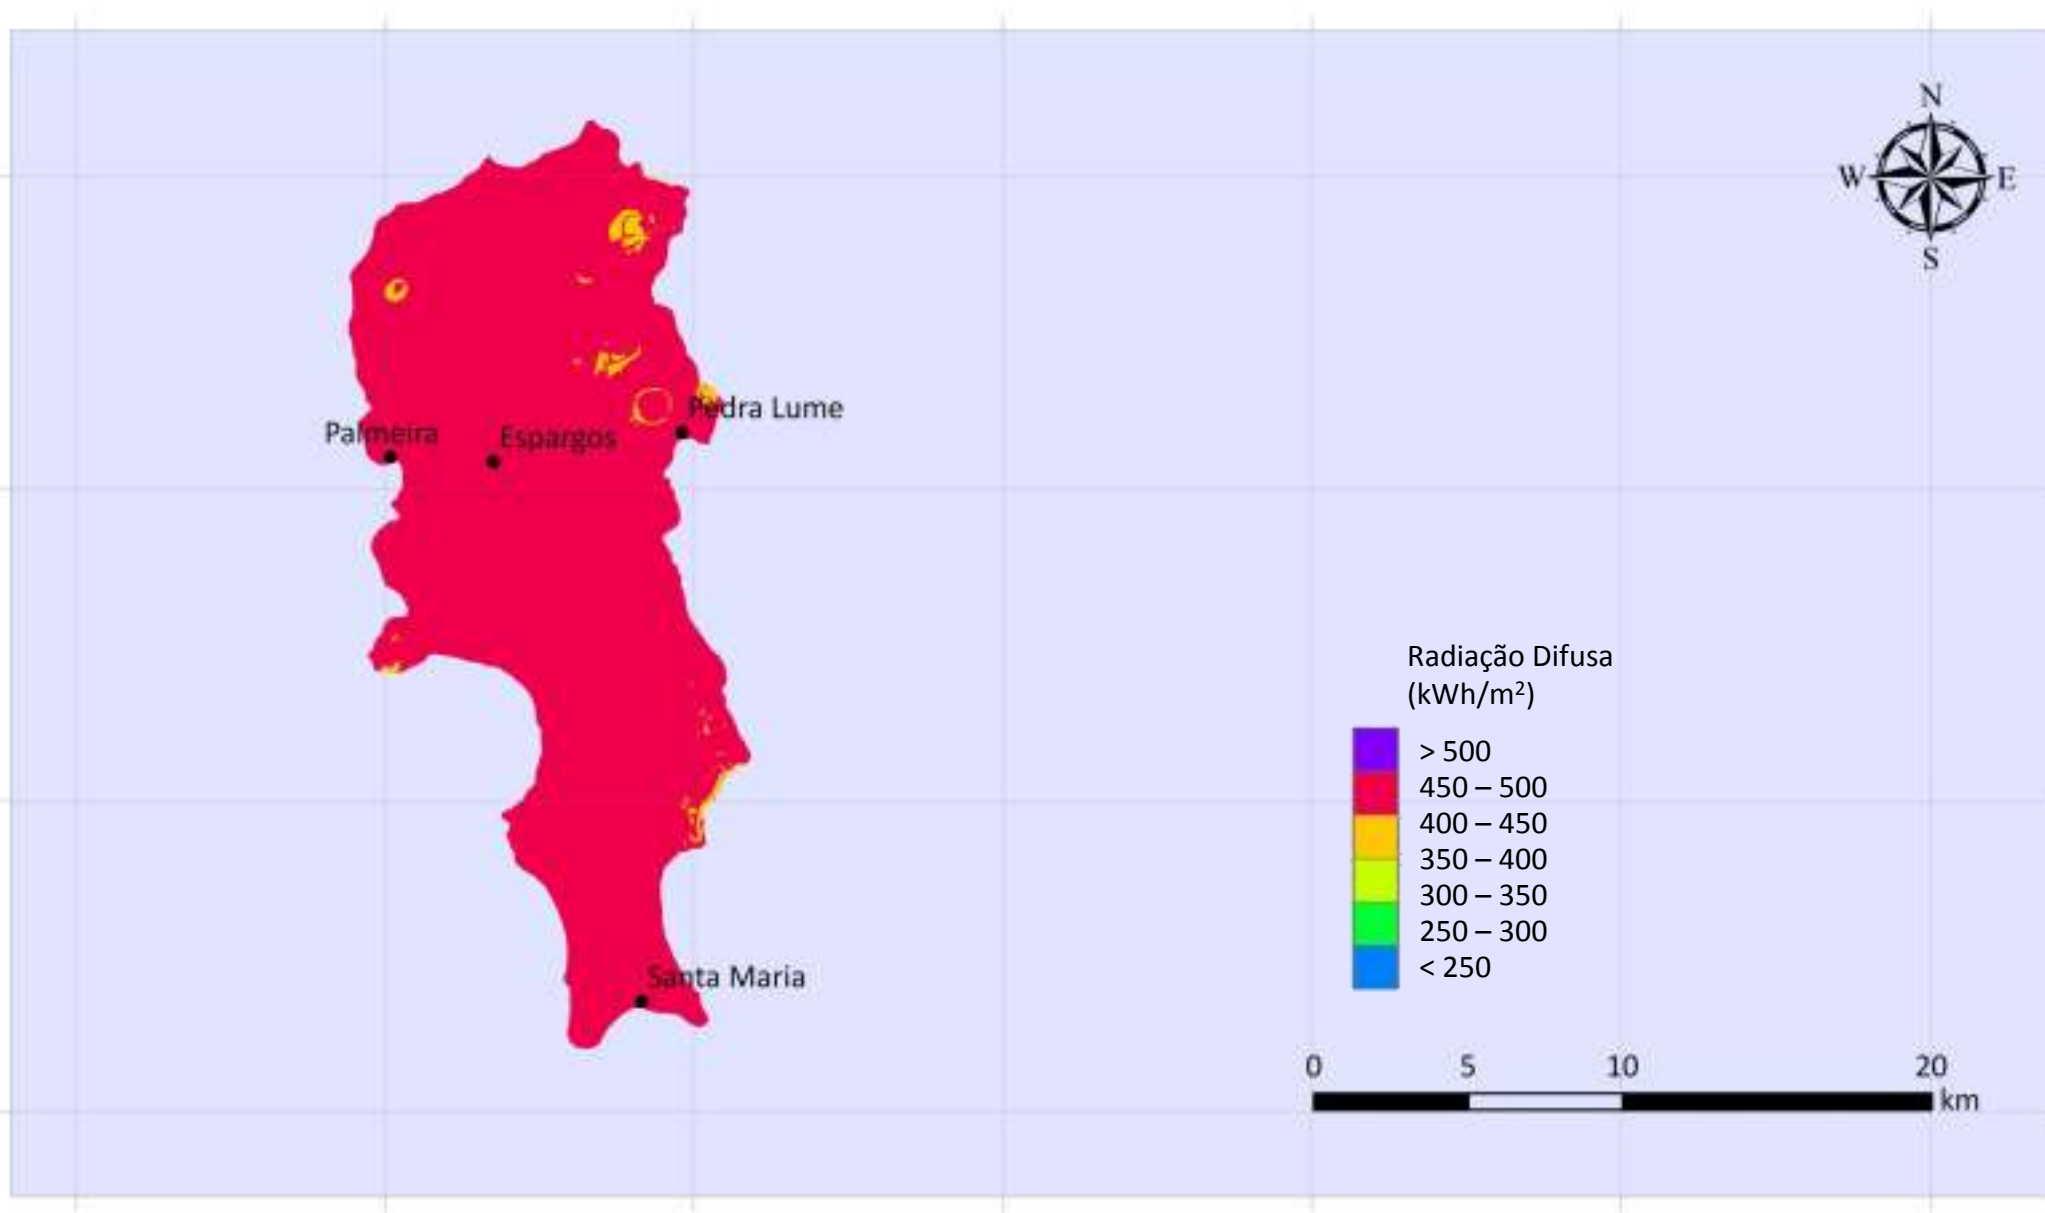 N
W
E
S
Pedra Lume
Palmeira
Espargos
Santa Maria
Radiação Difusa
(kWh/m²)
> 500
450 – 500
400 – 450
350 – 400
300 – 350
250 – 300
< 250
0 5 10 20
km